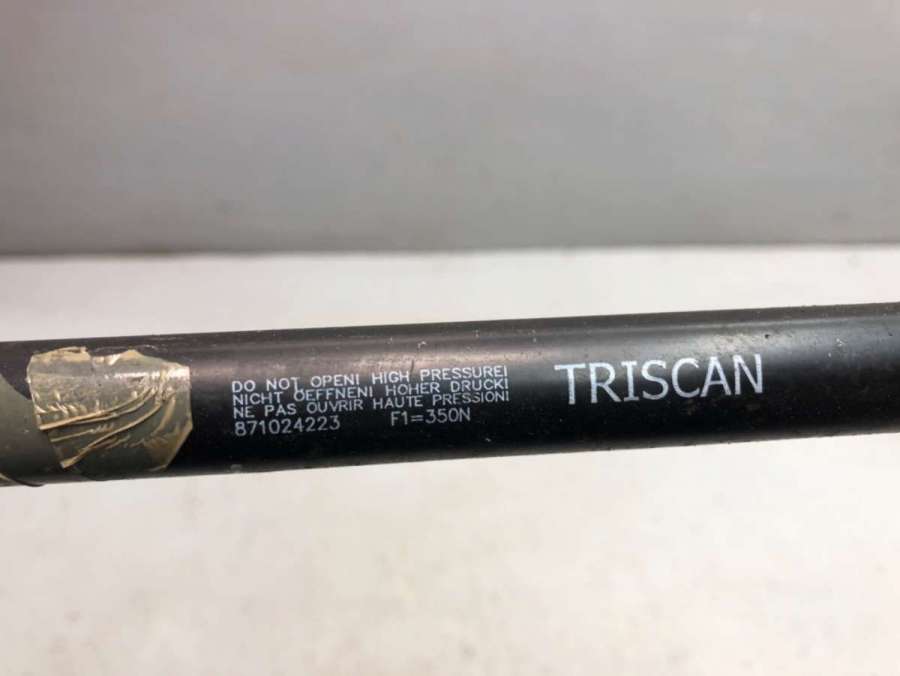 DO NOT OPEN! HIGH PRESSURE!
NICHT OEFFNEN! HOHER DRUCK!
NE PAS OUVRIR HAUTE PRESSION!
871024223 F1=350N
TRISCAN